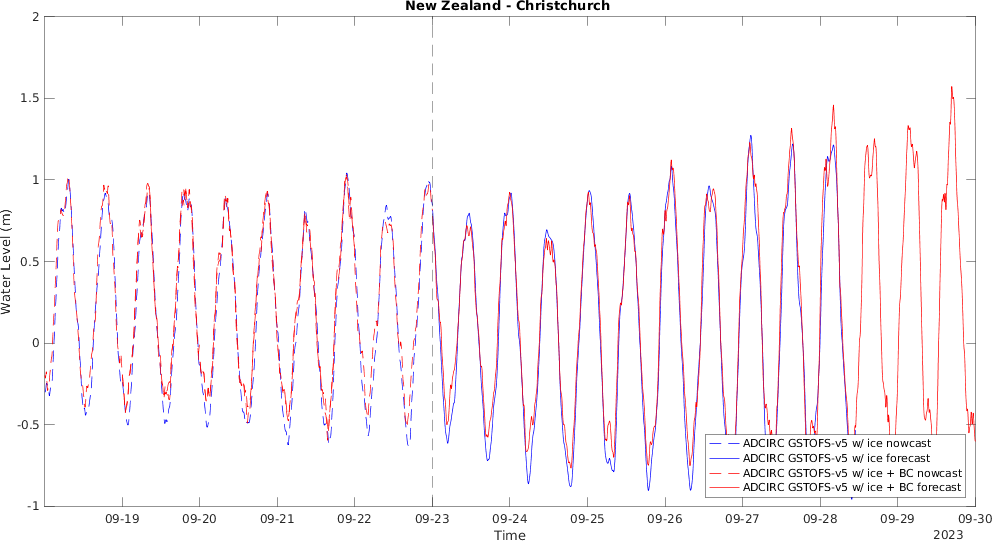 New Zealand - Christchurch
2
1.5
1
0.5
0
-0.5
-1
Water Level (m)
ADCIRC GSTOFS-v5 w/ ice nowcast
ADCIRC GSTOFS-v5 w/ ice forecast
ADCIRC GSTOFS-v5 w/ ice + BC nowcast
ADCIRC GSTOFS-v5 w/ ice + BC forecast
09-19 09-20 09-21 09-22 09-23 09-24 09-25 09-26 09-27 09-28 09-29 09-30
Time
2023